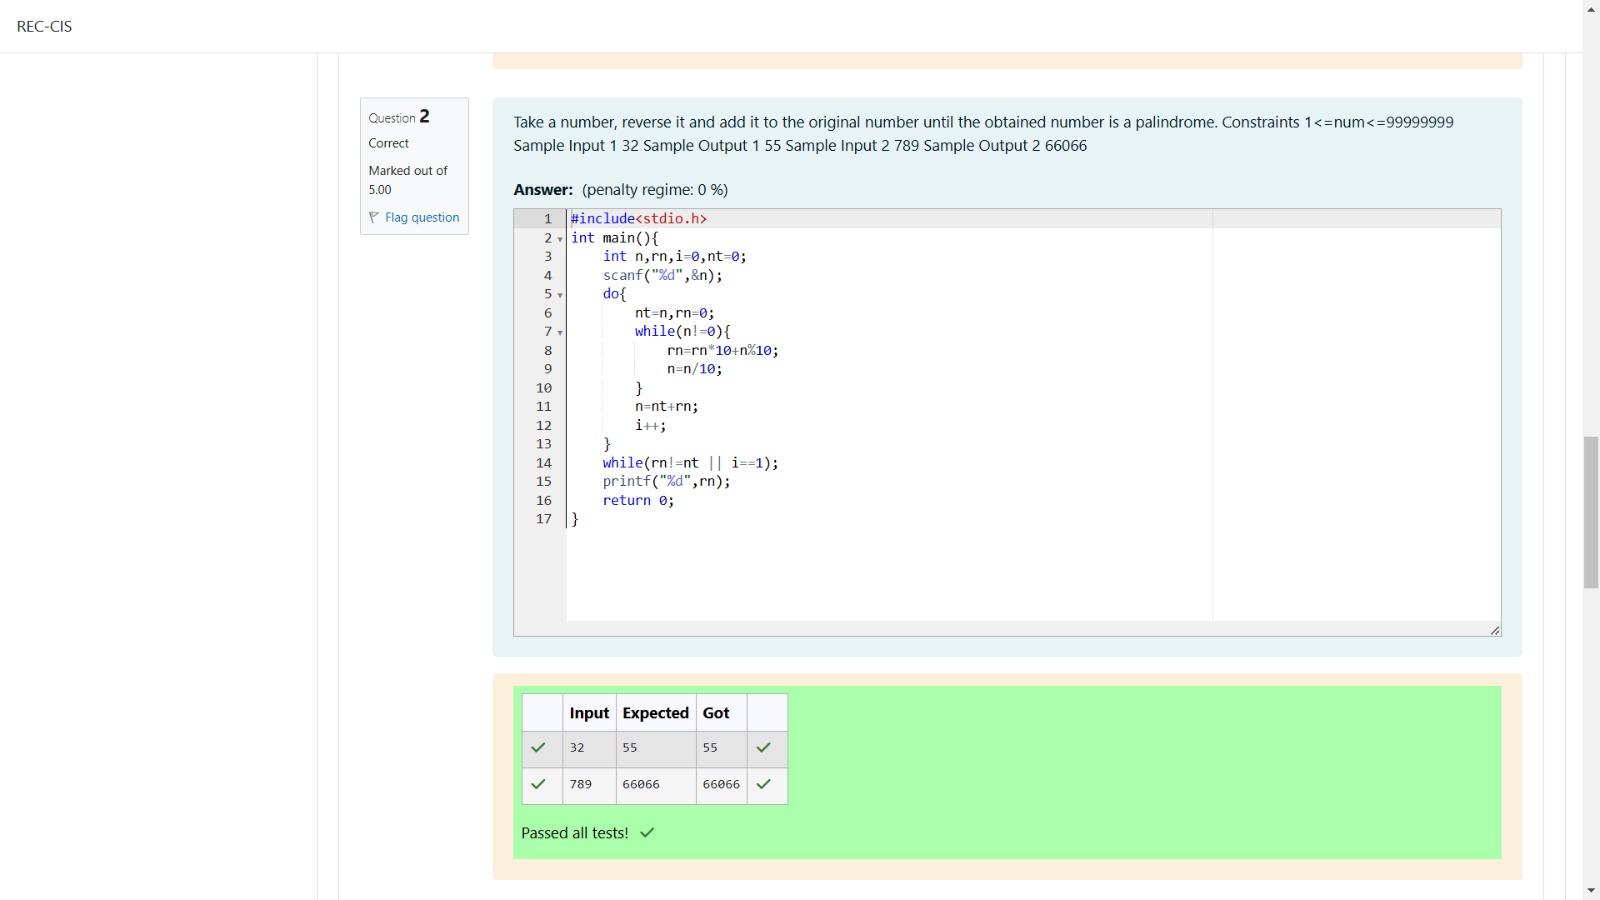 REC-CIS
Question 2
Correct
Marked out of
5.00
Flag question
Take a number, reverse it and add it to the original number until the obtained number is a palindrome. Constraints 1<=num<=99999999
Sample Input 1 32 Sample Output 1 55 Sample Input 2 789 Sample Output 2 66066
Answer: (penalty regime: 0 %)
1 #include<stdio.h>
2 int main(){
3     int n,rn,i=0,nt=0;
4     scanf("%d",&n);
5     do{
6         nt=n,rn=0;
7         while(n!=0){
8             rn=rn*10+n%10;
9             n=n/10;
10         }
11         n=nt+rn;
12         i++;
13     }
14     while(rn!=nt || i==1);
15     printf("%d",rn);
16     return 0;
17 }
Input Expected Got
32 55 55
789 66066 66066
Passed all tests!